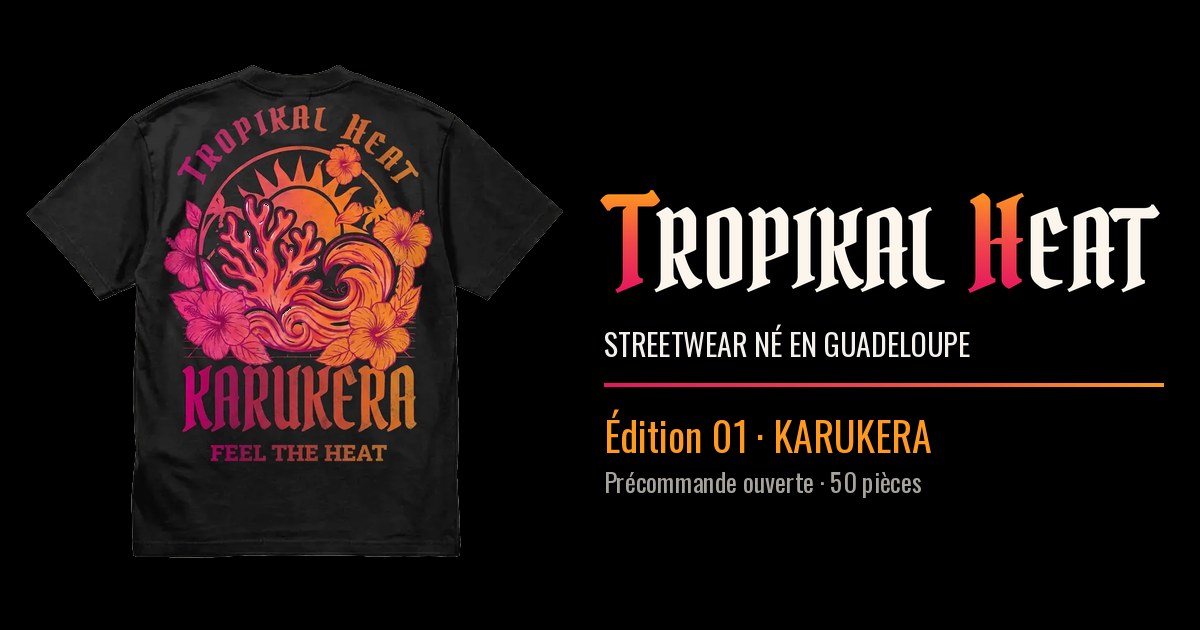 TROPIKAL HEAT
KARUKERA
FEEL THE HEAT
TROPIKAL HEAT
STREETWEAR NÉ EN GUADELOUPE
Édition 01 · KARUKERA
Précommande ouverte · 50 pièces